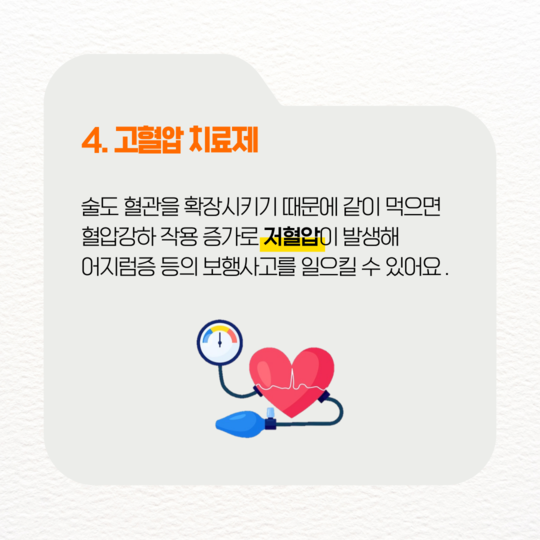 4. 고혈압 치료제
술도 혈관을 확장시키기 때문에 같이 먹으면
혈압강하 작용 증가로 저혈압이 발생해
어지럼증 등의 보행사고를 일으킬 수 있어요.